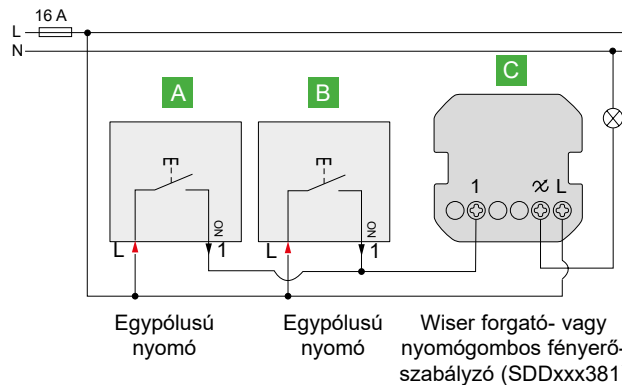 16 A
L
N
A
B
C
NO
L
1
NO
L
1
1
L
Egypólusú
nyomó
Egypólusú
nyomó
Wiser forgató- vagy
nyomógombos fényerő-
szabályzó (SDDxxx381